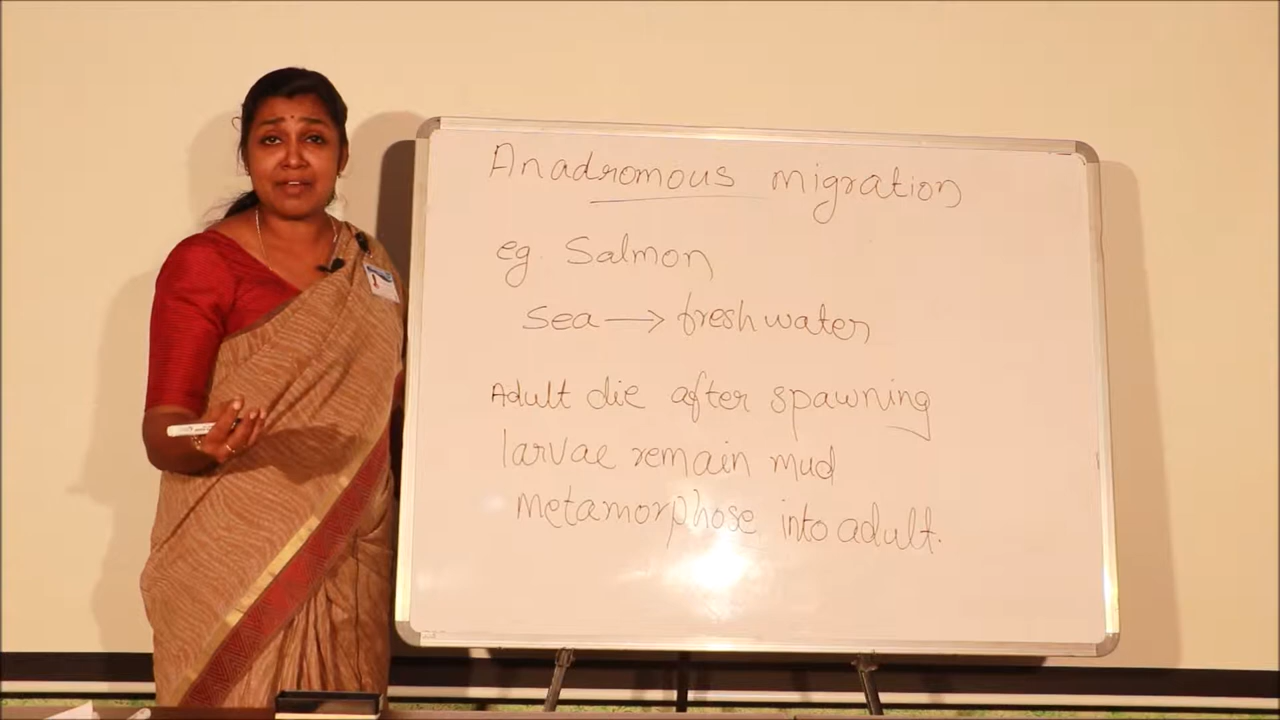 Anadromous migration
eg. Salmon
Sea → freshwater
Adult die after spawning
larvae remain mud
Metamorphose into adult.